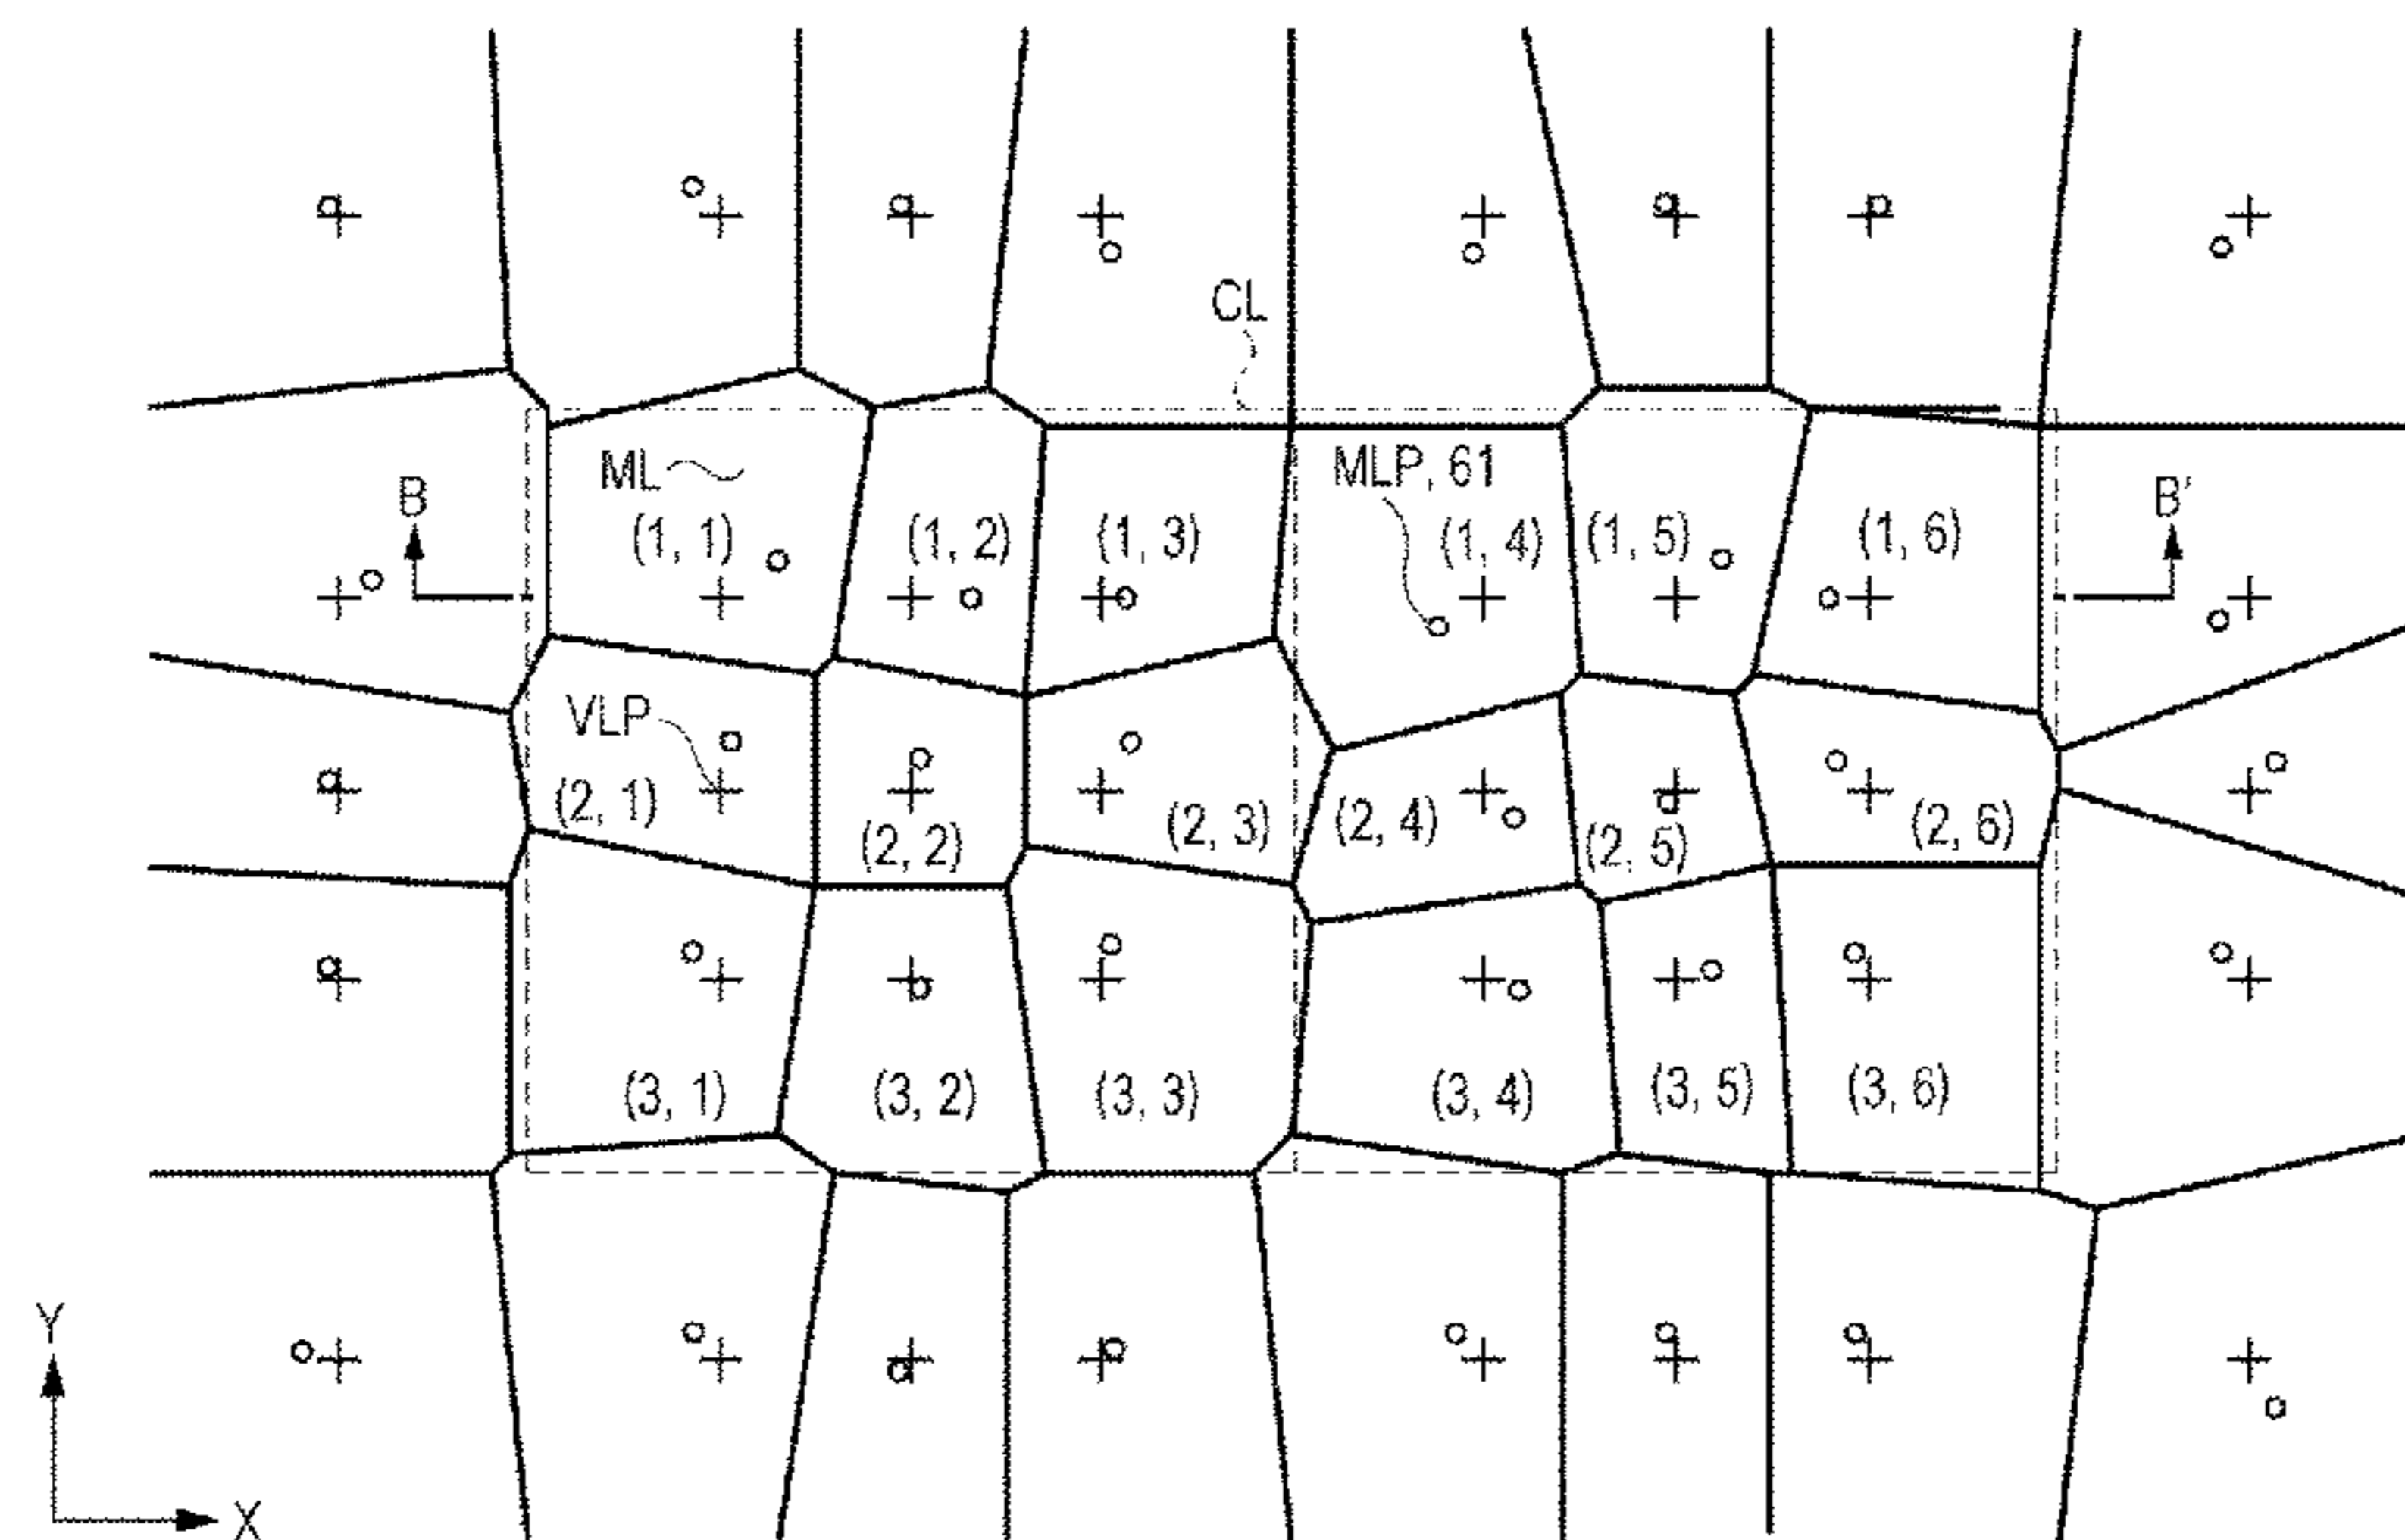 CL
ML
MLP, 61
B
B'
(1, 1)
(1, 2)
(1, 3)
(1, 4)
(1, 5)
(1, 6)
VLP
(2, 1)
(2, 2)
(2, 3)
(2, 4)
(2, 5)
(2, 6)
(3, 1)
(3, 2)
(3, 3)
(3, 4)
(3, 5)
(3, 6)
Y
X